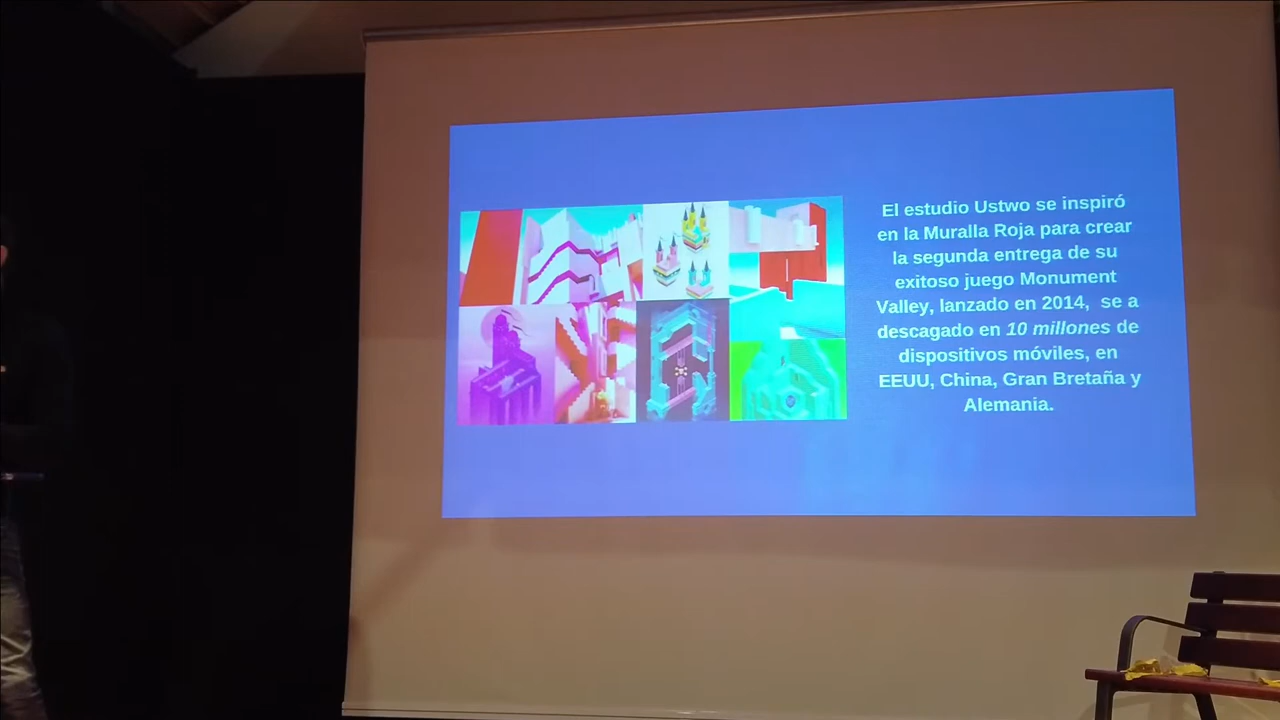 El estudio Ustwo se inspiró
en la Muralla Roja para crear
la segunda entrega de su
exitoso juego Monument
Valley, lanzado en 2014, se a
descagado en 10 millones de
dispositivos móviles, en
EEUU, China, Gran Bretaña y
Alemania.